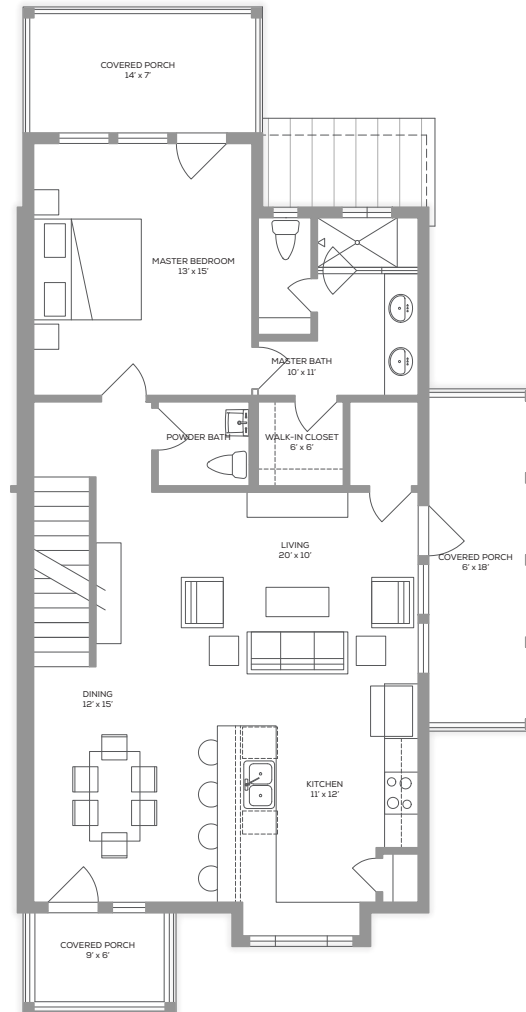 COVERED PORCH
14' x 7'
MASTER BEDROOM
13' x 15'
MASTER BATH
10' x 11'
POWDER BATH
WALK-IN CLOSET
6' x 6'
LIVING
20' x 10'
COVERED PORCH
6' x 18'
DINING
12' x 15'
KITCHEN
11' x 12'
COVERED PORCH
9' x 6'